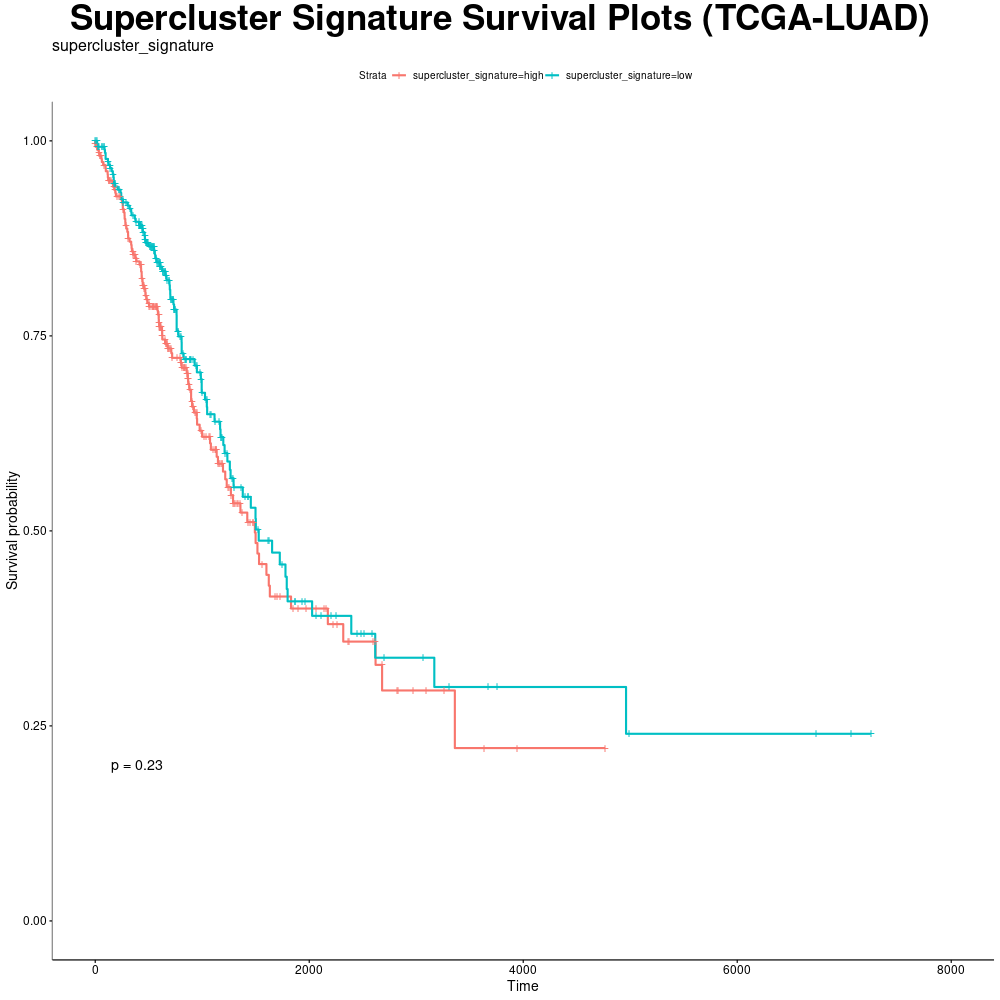 Supercluster Signature Survival Plots (TCGA-LUAD)
supercluster_signature
Strata supercluster_signature=high supercluster_signature=low
1.00
0.75
0.50
0.25
0.00
Survival probability
p = 0.23
0 2000 4000 6000 8000
Time